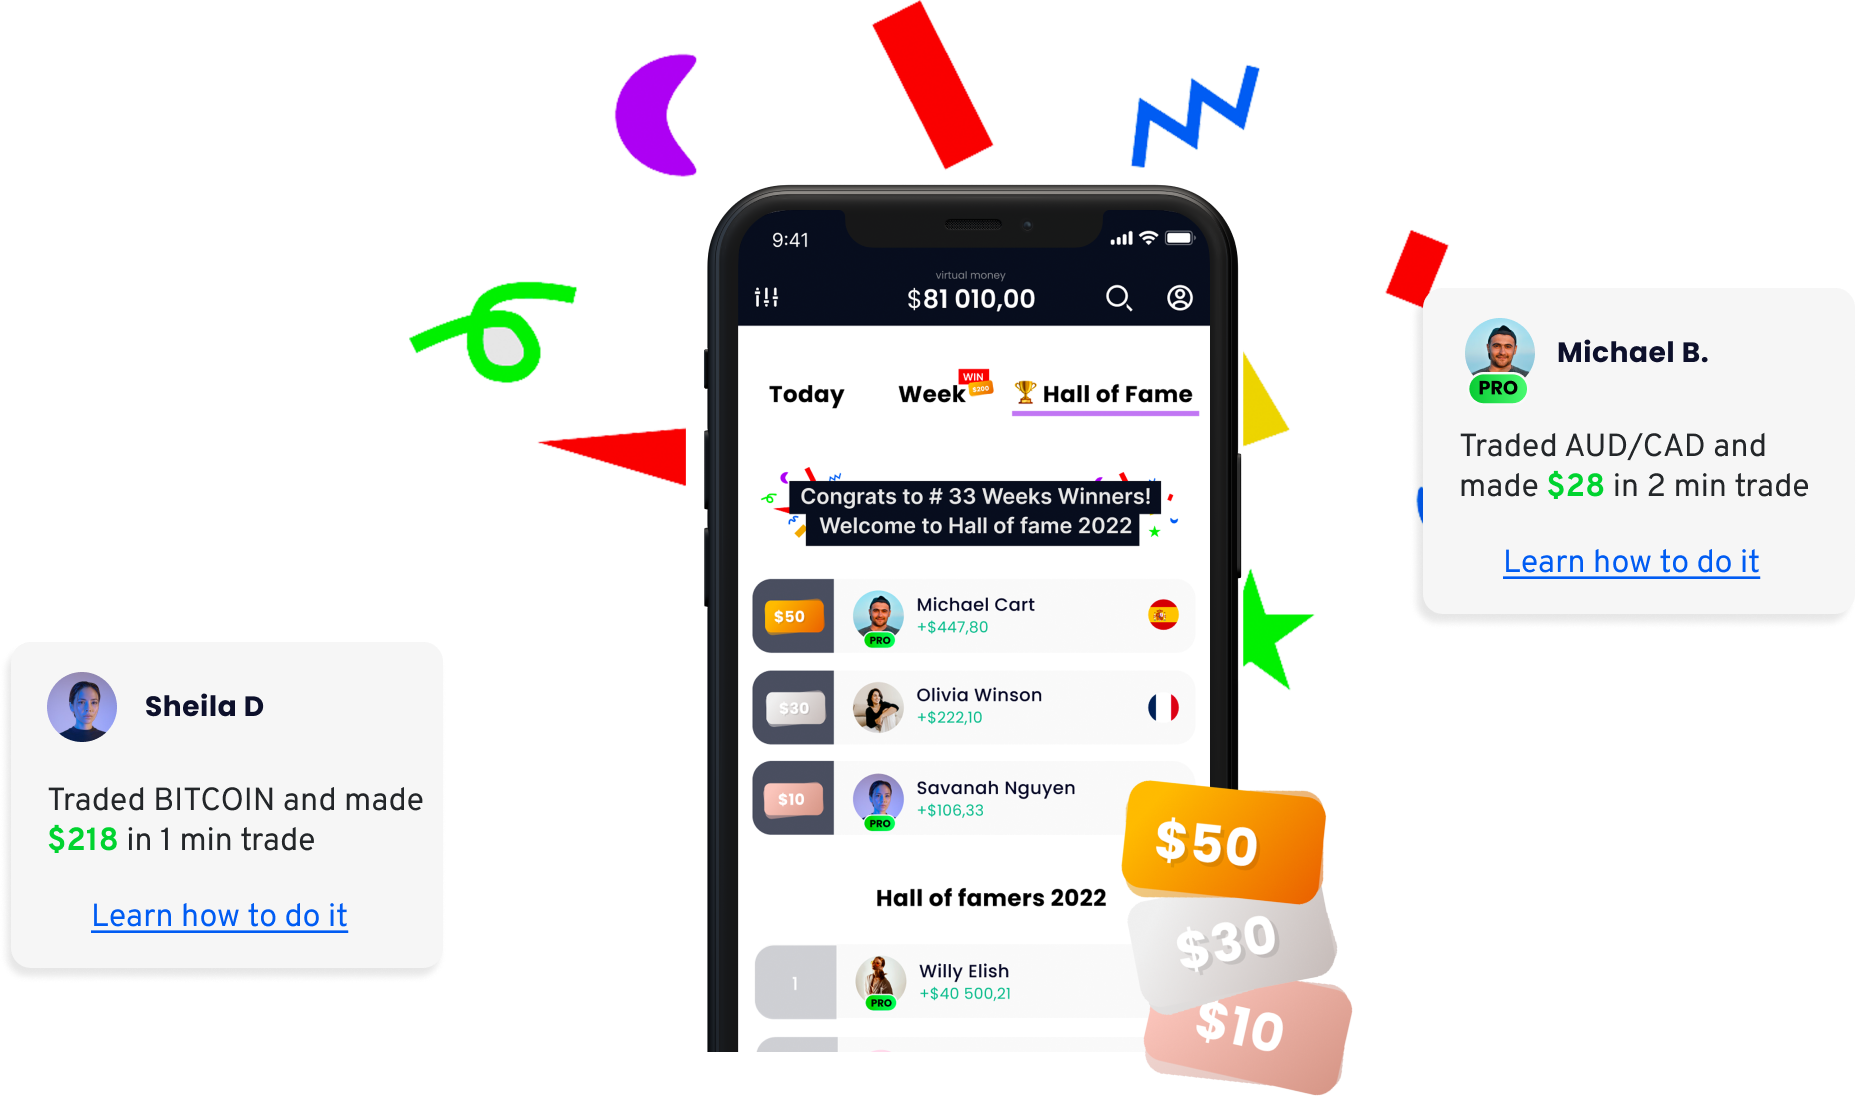 9:41
virtual money
$81 010,00
Today
Week
WIN
$200
Hall of Fame
Congrats to # 33 Weeks Winners!
Welcome to Hall of fame 2022
$50
Michael Cart
+$447,80
PRO
$30
Olivia Winson
+$222,10
$10
Savanah Nguyen
+$106,33
PRO
Hall of famers 2022
1
Willy Elish
+$40 500,21
PRO
$50
$30
$10
Michael B.
PRO
Traded AUD/CAD and
made $28 in 2 min trade
Learn how to do it
Sheila D
Traded BITCOIN and made
$218 in 1 min trade
Learn how to do it